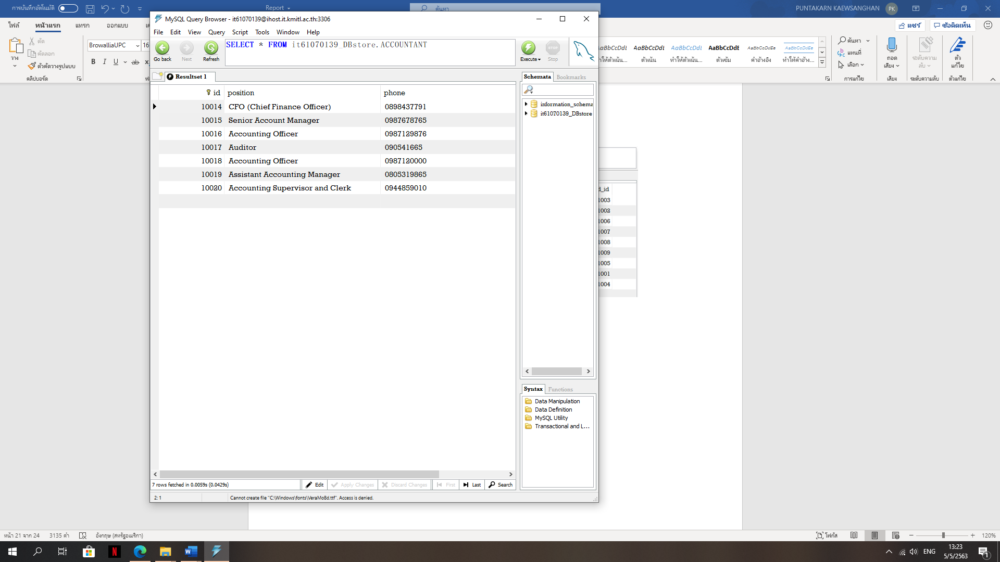 การบันทึกอัตโนมัติ
Report
ค้นหา
PUNTAKARN KAEWSANGHAN
PK
ไฟล์
หน้าแรก
แทรก
ออกแบบ
แชร์
ข้อคิดเห็น
วาง
ตัด
คัดลอก
ตัวคัดวางรูปแบบ
คลิปบอร์ด
BrowalliaUPC
16
B I U ab
AaBbCcDdEe
ตัวเน้น
ทำให้ตัวเน้น...
ตัวเข้ม
คำอ้างอิง
ทำให้คำอ้าง...
ค้นหา
แทนที่
เลือก
การแก้ไข
ถอด
เสียง
เสียง
ระดับความ
ลับ
ระดับความลับ
ตัว
แก้ไข
ตัวแก้ไข
MySQL Query Browser - it61070139@ihost.it.kmitl.ac.th:3306
File Edit View Query Script Tools Window Help
Go back
Next
Refresh
SELECT * FROM it61070139_DBstore.ACCOUNTANT
Execute
STOP
Stop
Resultset 1
id position phone
10014 CFO (Chief Finance Officer) 0898437791
10015 Senior Account Manager 0987678765
10016 Accounting Officer 0987129876
10017 Auditor 090541665
10018 Accounting Officer 0987120000
10019 Assistant Accounting Manager 0805319865
10020 Accounting Supervisor and Clerk 0944859010
Schemata Bookmarks
information_schema
it61070139_DBstore
Syntax Functions
Data Manipulation
Data Definition
MySQL Utility
Transactional and L...
7 rows fetched in 0.0059s (0.0429s)
Edit
Apply Changes
Discard Changes
First
Last
Search
2: 1
Cannot create file "C:\Windows\fonts\VeraMoBd.ttf". Access is denied.
d_id
1003
1002
1006
1007
1008
1009
1005
1001
1004
หน้า 21 จาก 24
3135 คำ
อังกฤษ (สหรัฐอเมริกา)
โฟกัส
120%
ENG
13:23
5/5/2563
1